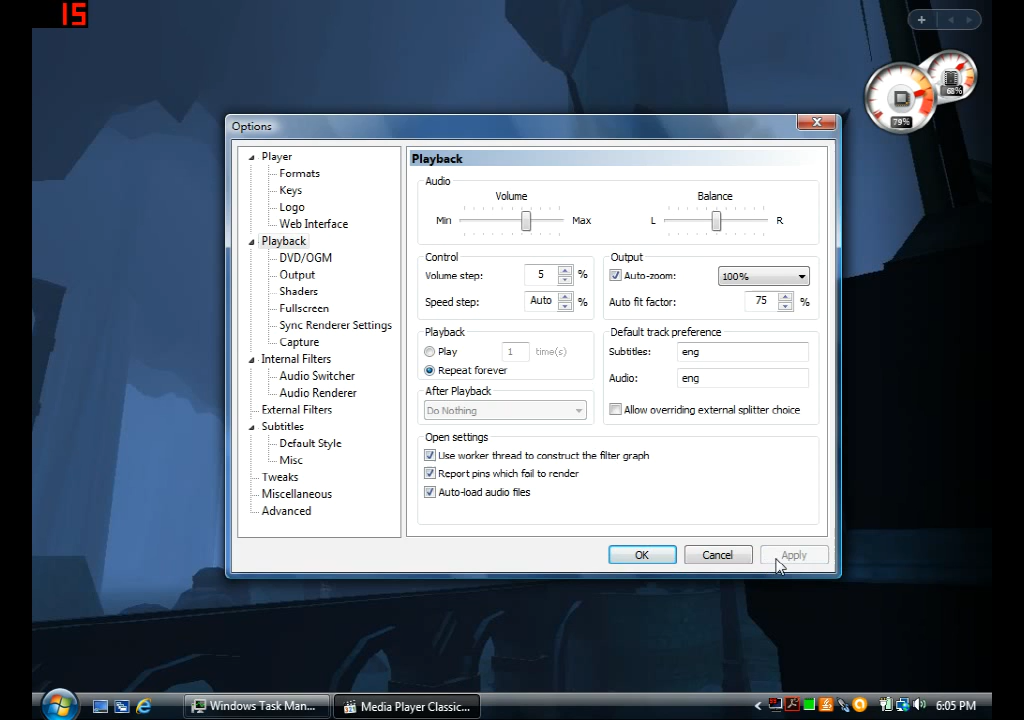 15
79%
68%
Options
Player
Formats
Keys
Logo
Web Interface
Playback
DVD/OGM
Output
Shaders
Fullscreen
Sync Renderer Settings
Capture
Internal Filters
Audio Switcher
Audio Renderer
External Filters
Subtitles
Default Style
Misc
Tweaks
Miscellaneous
Advanced
Playback
Audio
Volume
Min
Max
Balance
L
R
Control
Volume step: 5 %
Speed step: Auto %
Output
Auto-zoom: 100%
Auto fit factor: 75 %
Playback
Play 1 time(s)
Repeat forever
Default track preference
Subtitles: eng
Audio: eng
Allow overriding external splitter choice
After Playback
Do Nothing
Open settings
Use worker thread to construct the filter graph
Report pins which fail to render
Auto-load audio files
OK
Cancel
Apply
Windows Task Man...
Media Player Classic...
6:05 PM